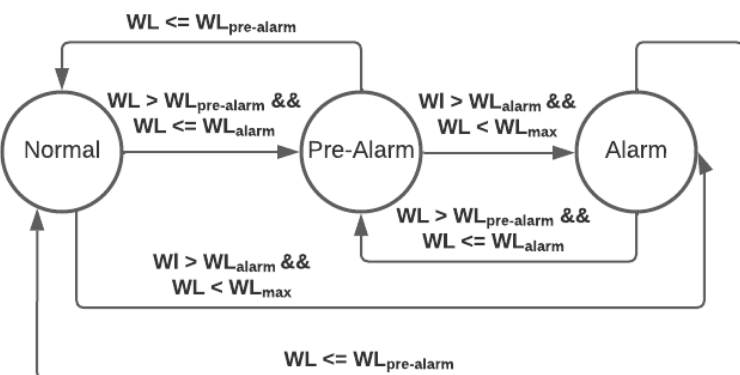 WL <= WLpre-alarm
WL > WLpre-alarm &&
WL <= WLalarm
Wl > WLalarm &&
WL < WLmax
Normal
Pre-Alarm
Alarm
WL > WLpre-alarm &&
WL <= WLalarm
Wl > WLalarm &&
WL < WLmax
WL <= WLpre-alarm